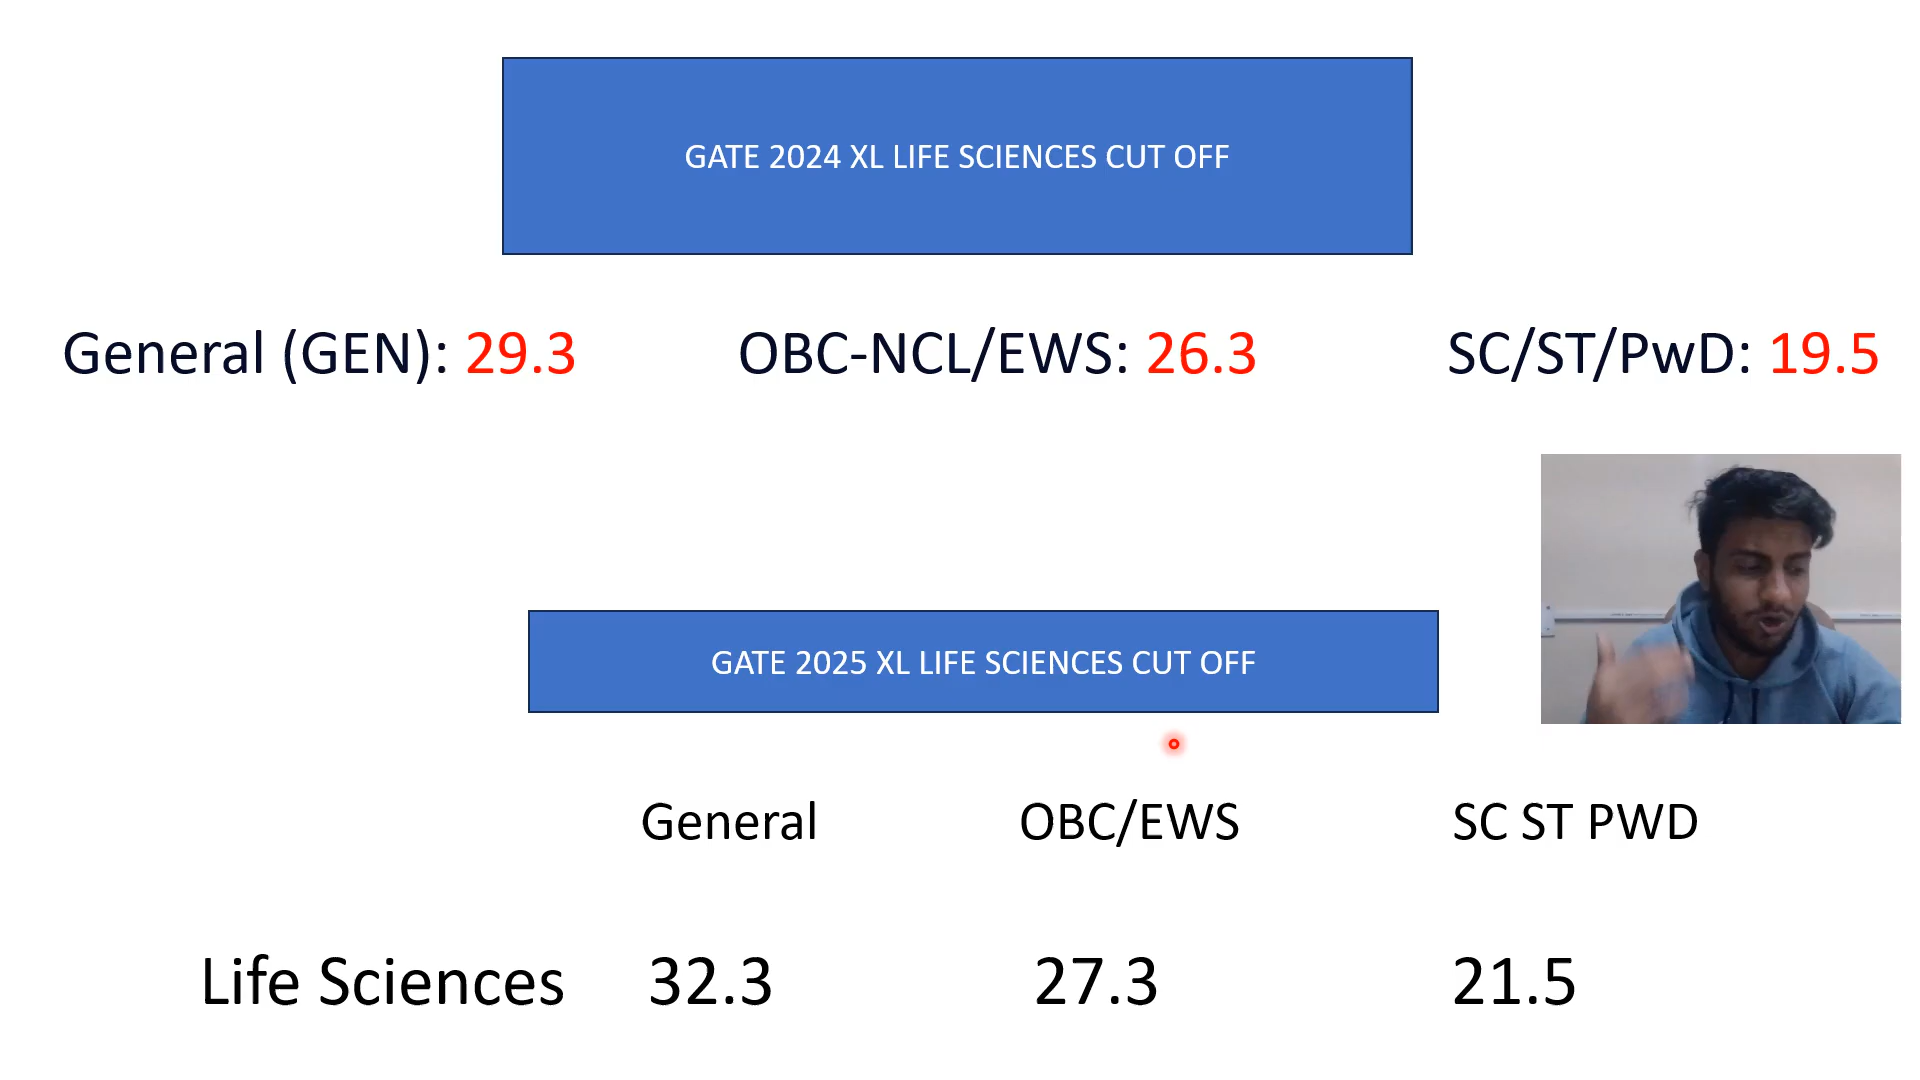 GATE 2024 XL LIFE SCIENCES CUT OFF
General (GEN): 29.3 OBC-NCL/EWS: 26.3 SC/ST/PwD: 19.5
GATE 2025 XL LIFE SCIENCES CUT OFF
General OBC/EWS SC ST PWD
Life Sciences 32.3 27.3 21.5